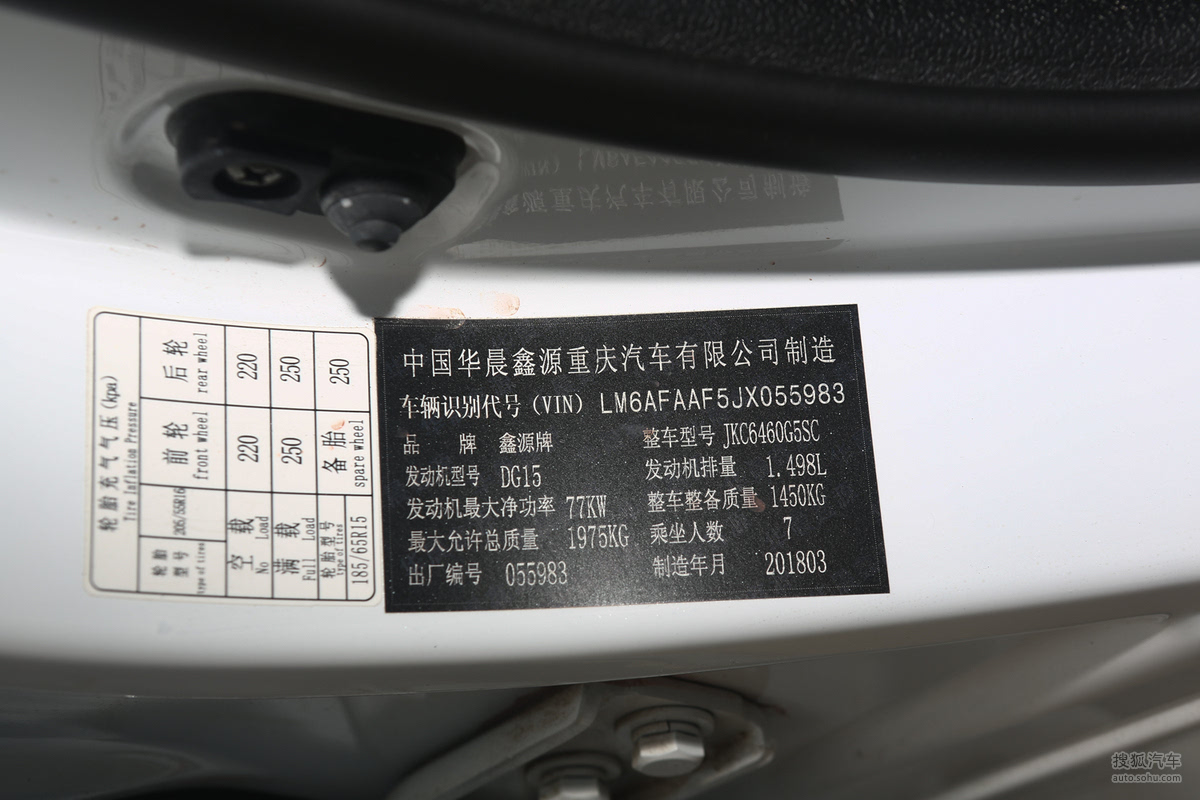 轮胎充气气压(kpa)
Tire Inflation Pressure
轮胎型号 type of tires 205/55R16 前轮 front wheel 后轮 rear wheel
空载 No Load 220 220
满载 Full Load 250 250
轮胎型号 type of tires 185/65R15 备胎 spare wheel 250
中国华晨鑫源重庆汽车有限公司制造
车辆识别代号(VIN) LM6AFAAF5JX055983
品牌 鑫源牌 整车型号 JKC6460G5SC
发动机型号 DG15 发动机排量 1.498L
发动机最大净功率 77KW 整车整备质量 1450KG
最大允许总质量 1975KG 乘坐人数 7
出厂编号 055983 制造年月 201803
搜狐汽车
auto.sohu.com